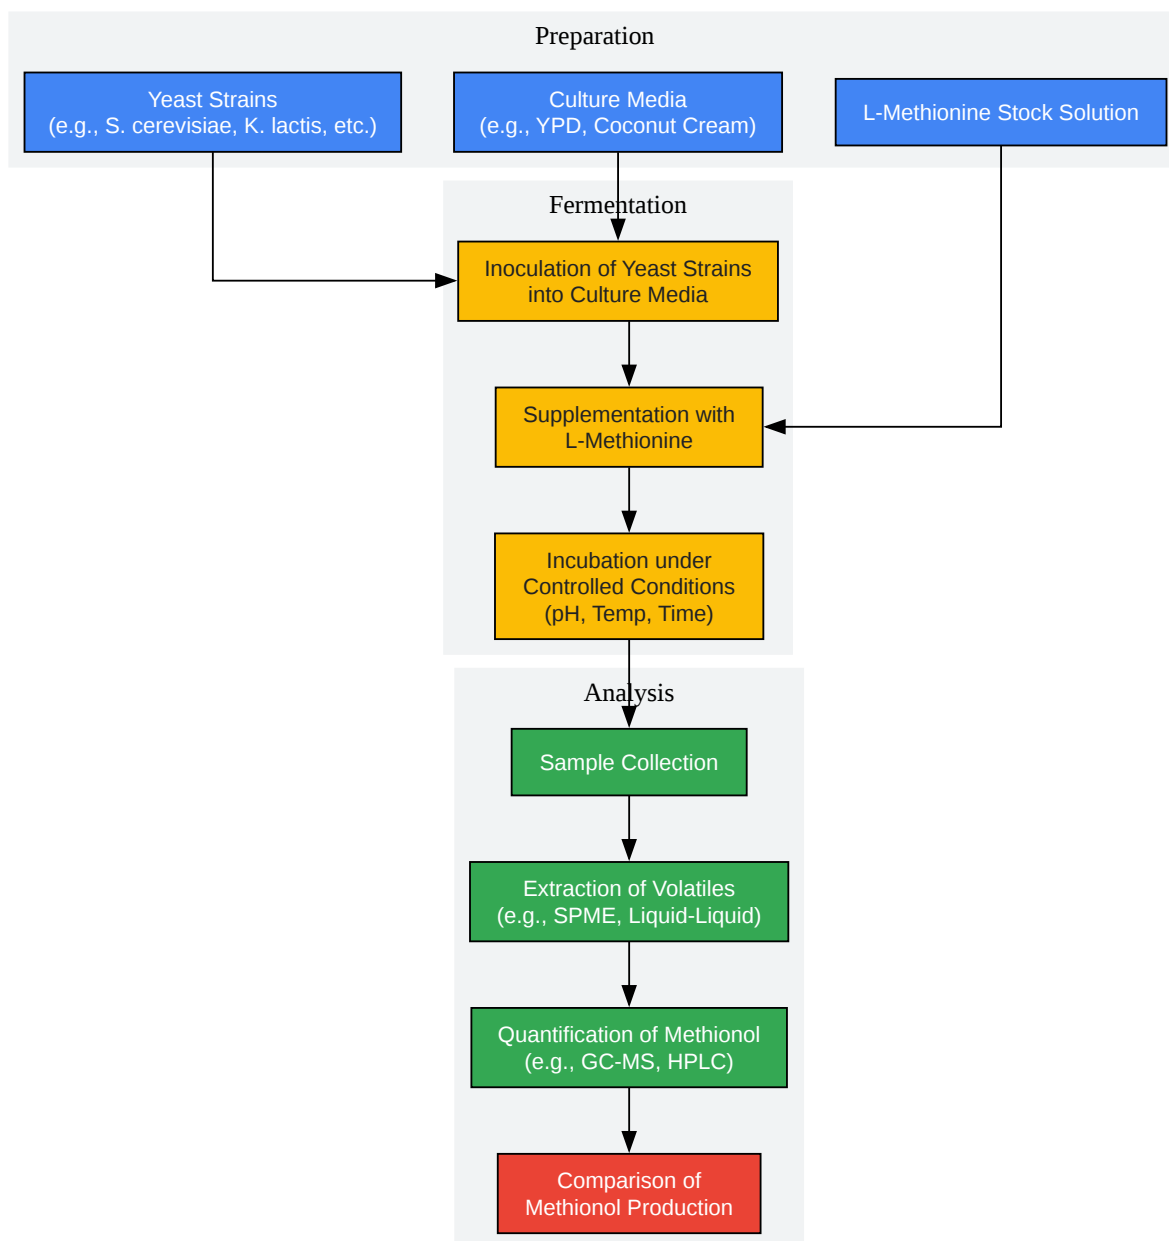 Preparation
Yeast Strains
(e.g., S. cerevisiae, K. lactis, etc.)
Culture Media
(e.g., YPD, Coconut Cream)
L-Methionine Stock Solution
Fermentation
Inoculation of Yeast Strains
into Culture Media
Supplementation with
L-Methionine
Incubation under
Controlled Conditions
(pH, Temp, Time)
Analysis
Sample Collection
Extraction of Volatiles
(e.g., SPME, Liquid-Liquid)
Quantification of Methionol
(e.g., GC-MS, HPLC)
Comparison of
Methionol Production